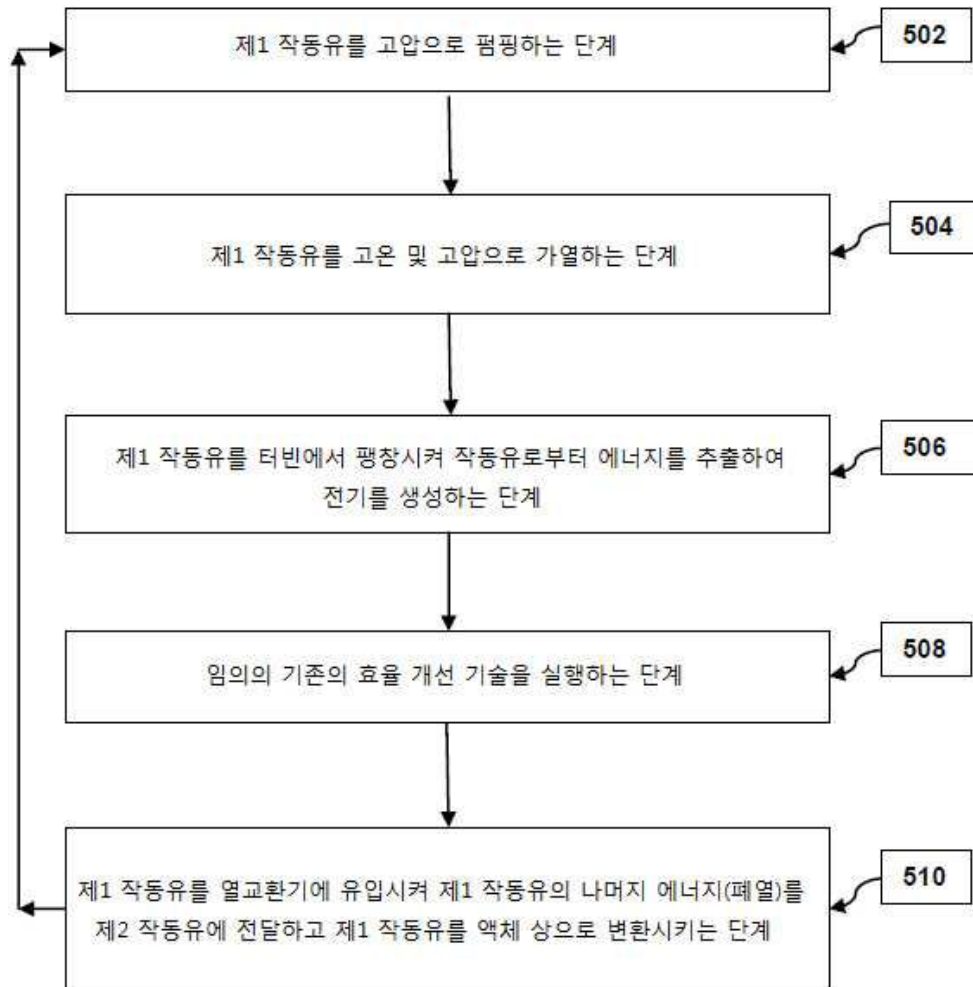 제1 작동유를 고압으로 펌핑하는 단계
502
제1 작동유를 고온 및 고압으로 가열하는 단계
504
제1 작동유를 터빈에서 팽창시켜 작동유로부터 에너지를 추출하여
전기를 생성하는 단계
506
임의의 기존의 효율 개선 기술을 실행하는 단계
508
제1 작동유를 열교환기에 유입시켜 제1 작동유의 나머지 에너지(폐열)를
제2 작동유에 전달하고 제1 작동유를 액체 상으로 변환시키는 단계
510